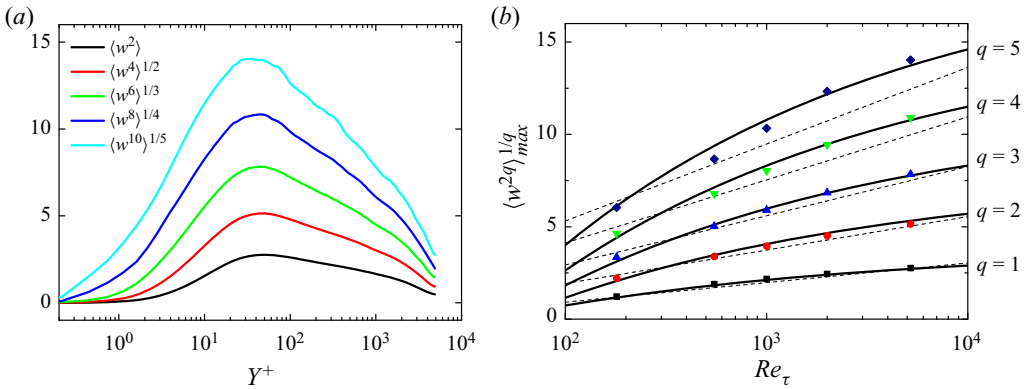 (a)
15
10
5
0
⟨w²⟩
⟨w⁴⟩^1/2
⟨w⁶⟩^1/3
⟨w⁸⟩^1/4
⟨w¹⁰⟩^1/5
10⁰ 10¹ 10² 10³ 10⁴
Y⁺
(b)
15
10
5
0
⟨w^2q⟩^1/q_max
q = 5
q = 4
q = 3
q = 2
q = 1
10² 10³ 10⁴
Re_τ